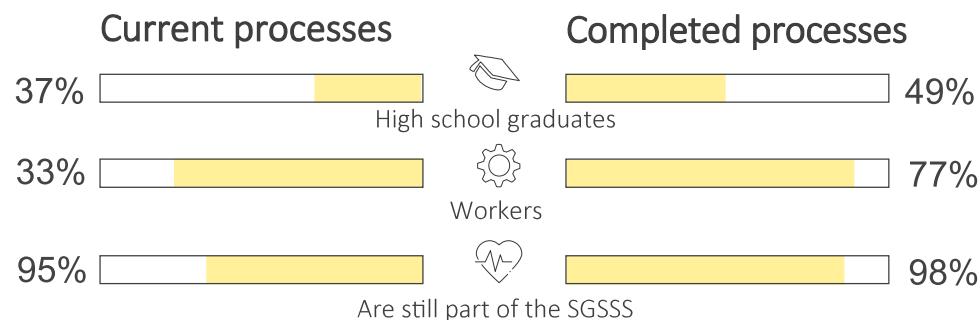 Current processes
Completed processes
37%
49%
High school graduates
33%
77%
Workers
95%
98%
Are still part of the SGSSS